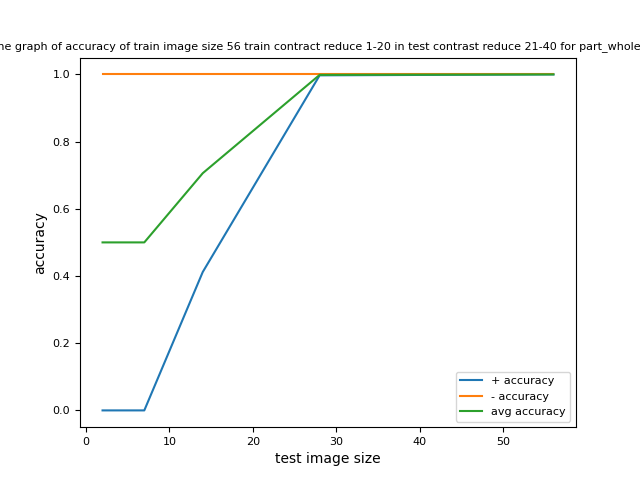 ne graph of accuracy of train image size 56 train contract reduce 1-20 in test contrast reduce 21-40 for part_whole
1.0
0.8
0.6
0.4
0.2
0.0
accuracy
0 10 20 30 40 50
test image size
+ accuracy
- accuracy
avg accuracy